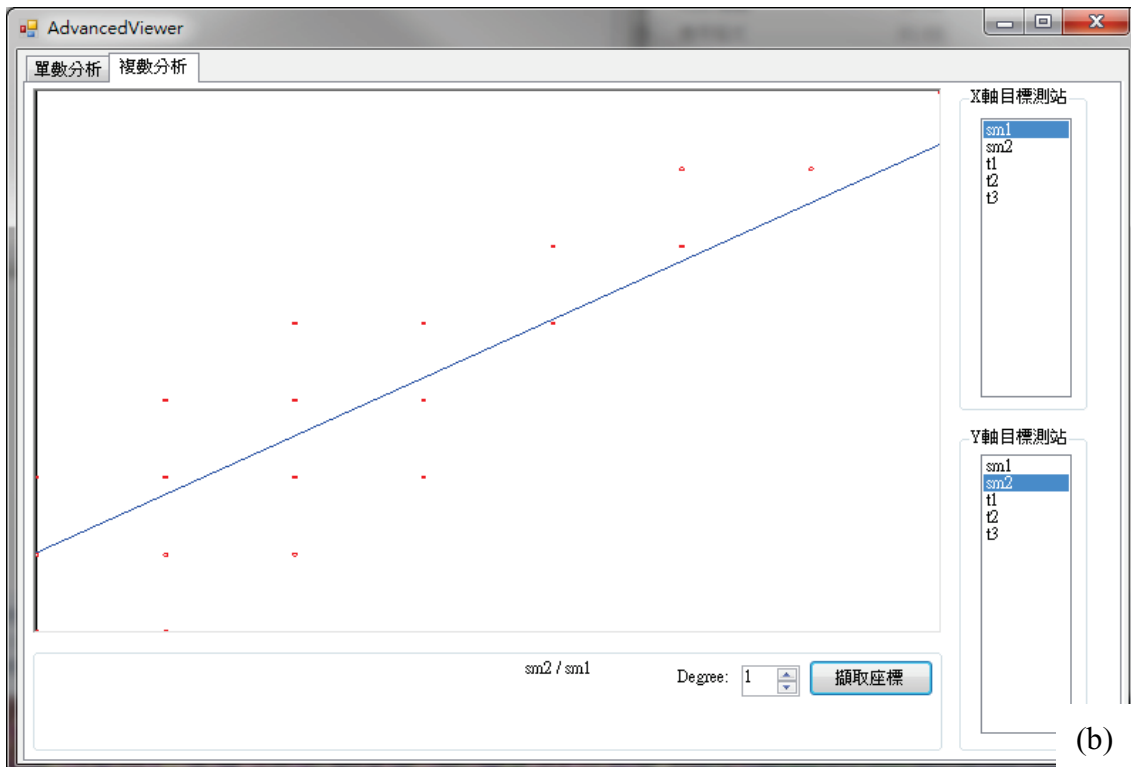 AdvancedViewer
單數分析 複數分析
X軸目標測站
sm1
sm2
t1
t2
t3
Y軸目標測站
sm1
sm2
t1
t2
t3
sm2 / sm1
Degree: 1
擷取座標
(b)